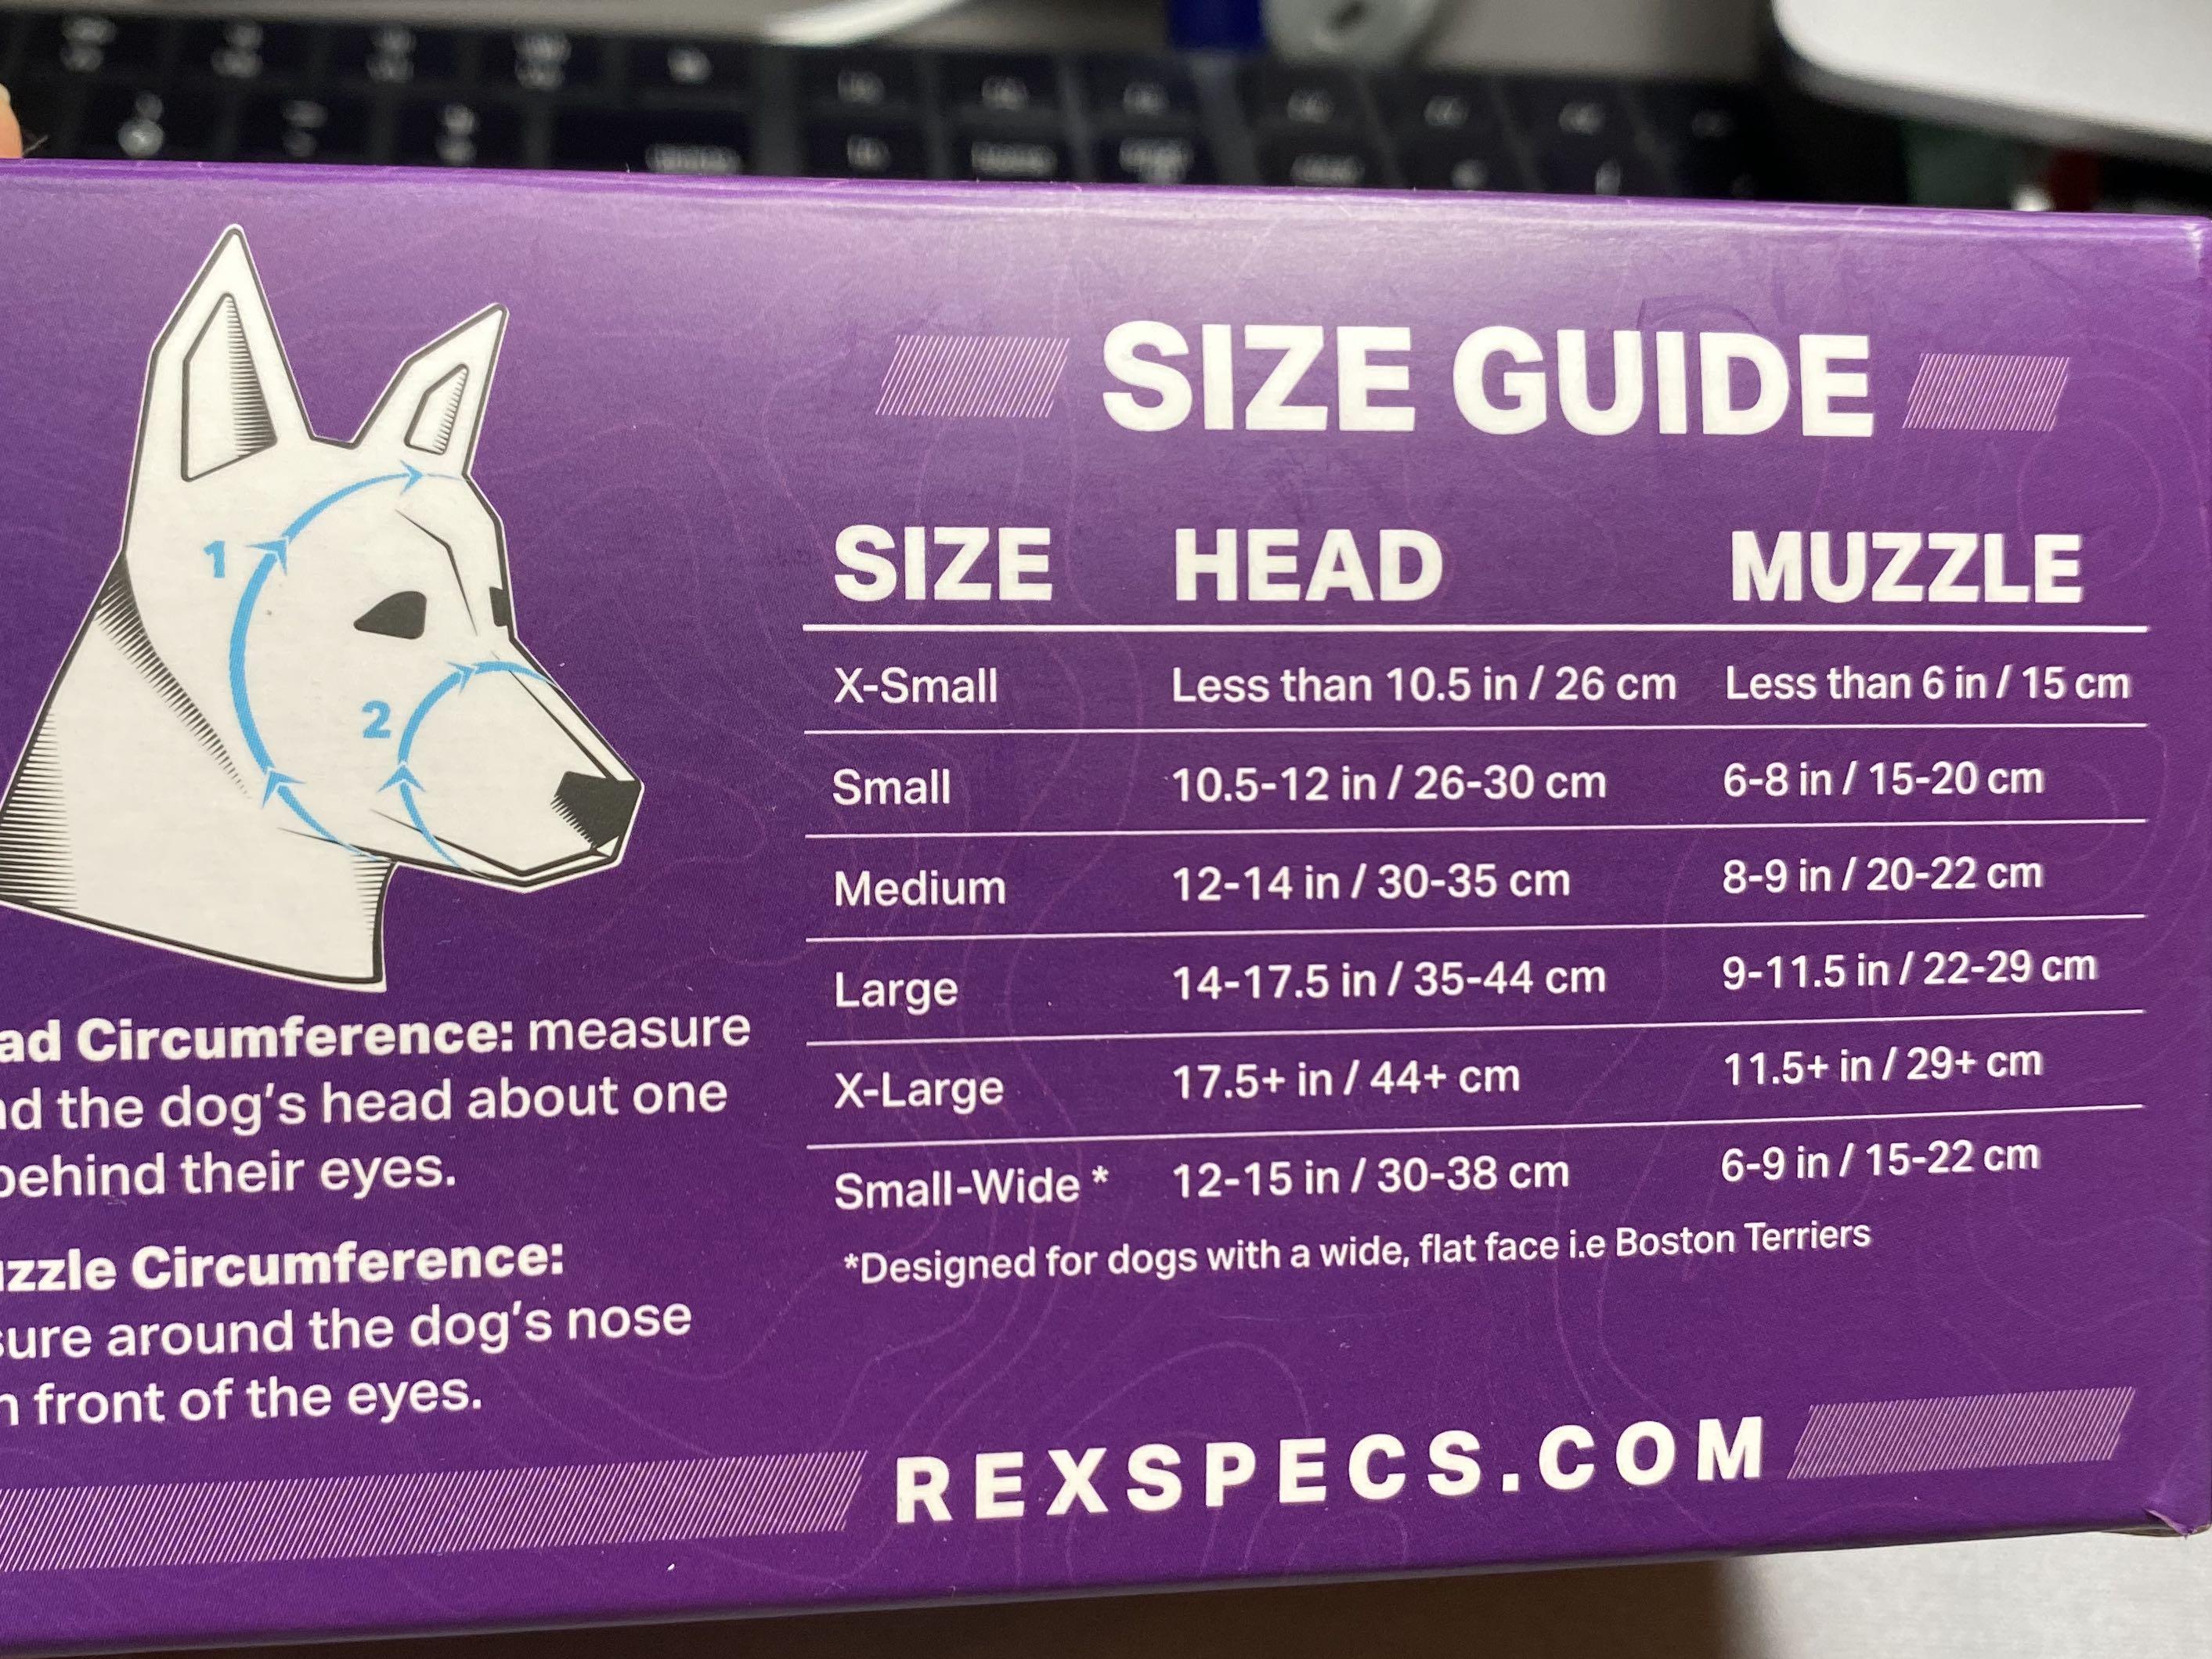 1
2
ad Circumference: measure
nd the dog's head about one
behind their eyes.
zzle Circumference:
sure around the dog's nose
n front of the eyes.
SIZE GUIDE
SIZE HEAD MUZZLE
X-Small Less than 10.5 in / 26 cm Less than 6 in / 15 cm
Small 10.5-12 in / 26-30 cm 6-8 in / 15-20 cm
Medium 12-14 in / 30-35 cm 8-9 in / 20-22 cm
Large 14-17.5 in / 35-44 cm 9-11.5 in / 22-29 cm
X-Large 17.5+ in / 44+ cm 11.5+ in / 29+ cm
Small-Wide * 12-15 in / 30-38 cm 6-9 in / 15-22 cm
*Designed for dogs with a wide, flat face i.e Boston Terriers
REXSPECS.COM